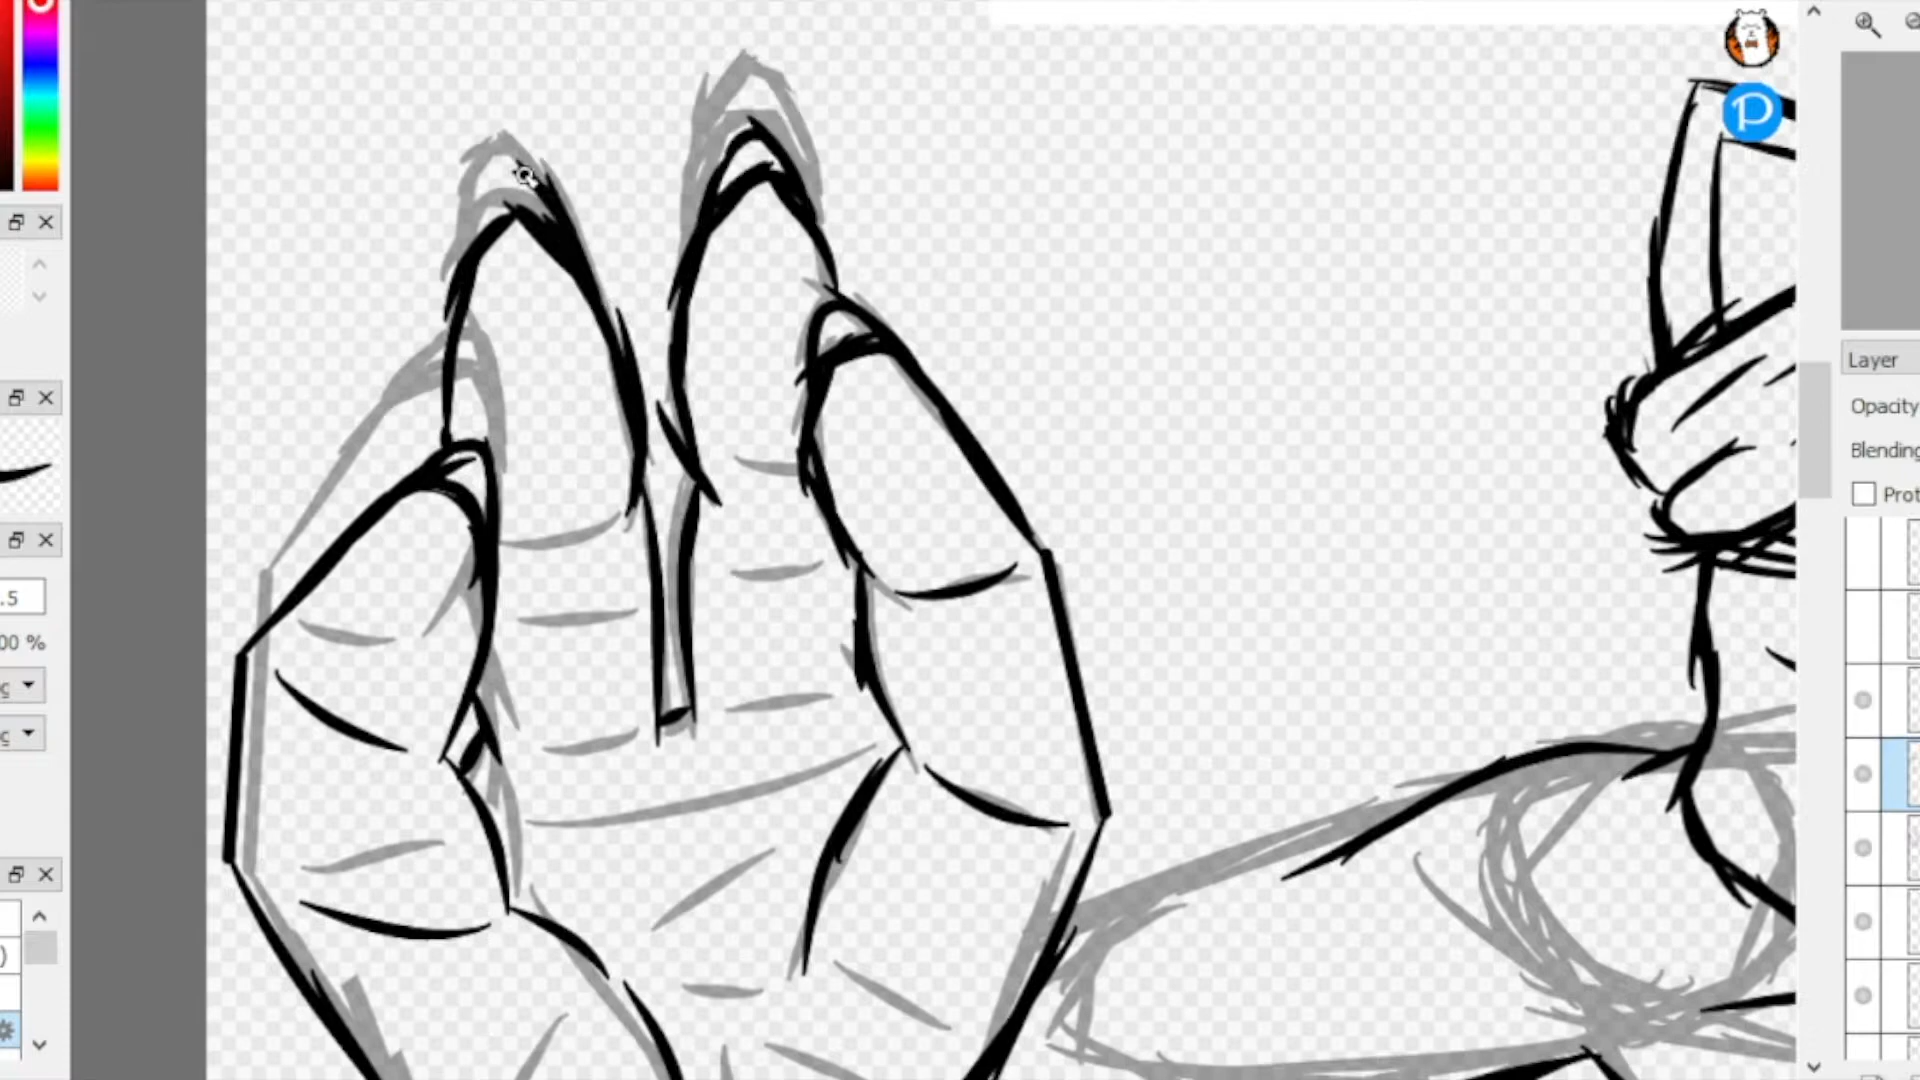 P
Layer
Opacity
Blending
Prot
.5
00 %
g
g
)